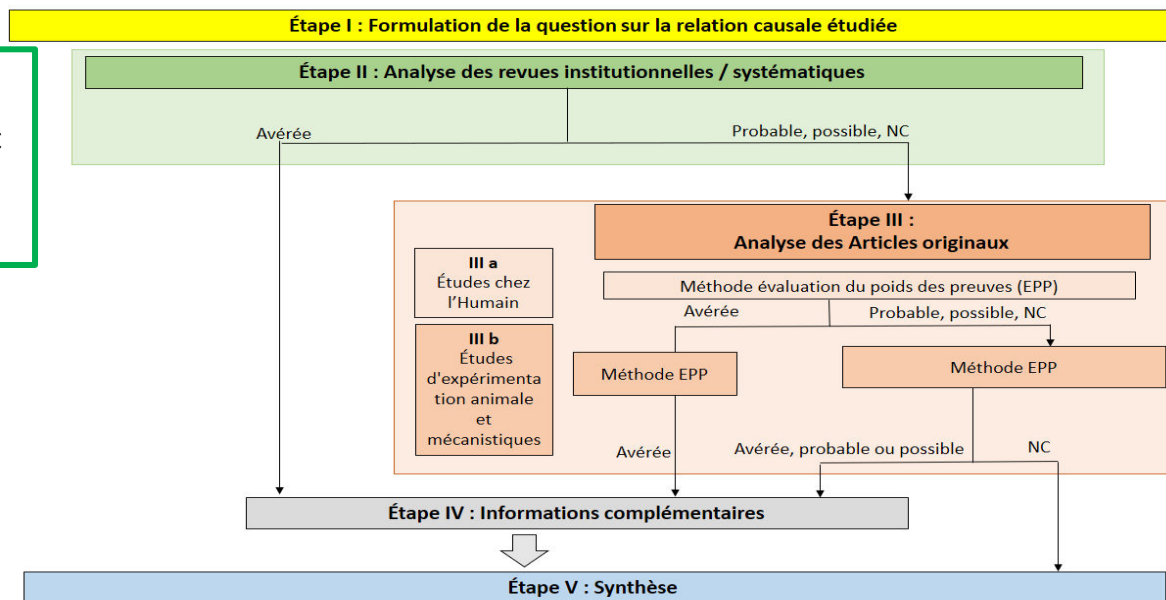 Étape I : Formulation de la question sur la relation causale étudiée
Étape II : Analyse des revues institutionnelles / systématiques
Avérée
Probable, possible, NC
Étape III :
Analyse des Articles originaux
III a
Études chez
l'Humain
Méthode évaluation du poids des preuves (EPP)
Avérée
Probable, possible, NC
III b
Études
d'expérimenta
tion animale
et
mécanistiques
Méthode EPP
Méthode EPP
Avérée
Avérée, probable ou possible
NC
Étape IV : Informations complémentaires
Étape V : Synthèse